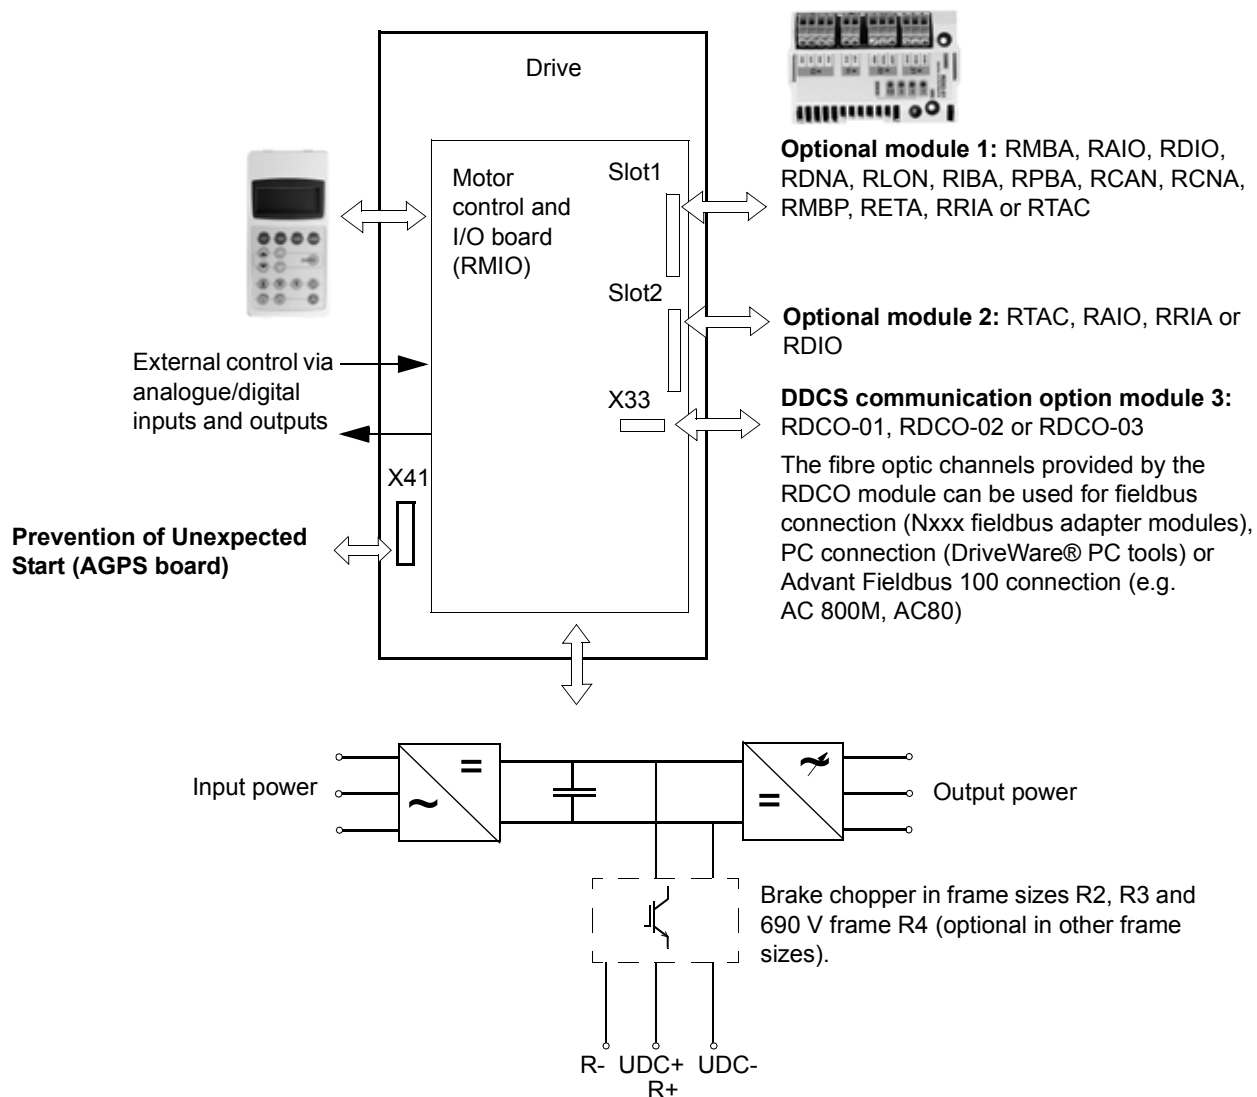 Drive
Optional module 1: RMBA, RAIO, RDIO,
RDNA, RLON, RIBA, RPBA, RCAN, RCNA,
RMBP, RETA, RRIA or RTAC
Motor
control and
I/O board
(RMIO)
Slot1
Slot2
Optional module 2: RTAC, RAIO, RRIA or
RDIO
External control via
analogue/digital
inputs and outputs
X33
DDCS communication option module 3:
RDCO-01, RDCO-02 or RDCO-03
The fibre optic channels provided by the
RDCO module can be used for fieldbus
connection (Nxxx fieldbus adapter modules),
PC connection (DriveWare® PC tools) or
Advant Fieldbus 100 connection (e.g.
AC 800M, AC80)
X41
Prevention of Unexpected
Start (AGPS board)
Input power
=
~
~
=
Output power
Brake chopper in frame sizes R2, R3 and
690 V frame R4 (optional in other frame
sizes).
R- UDC+ UDC-
R+